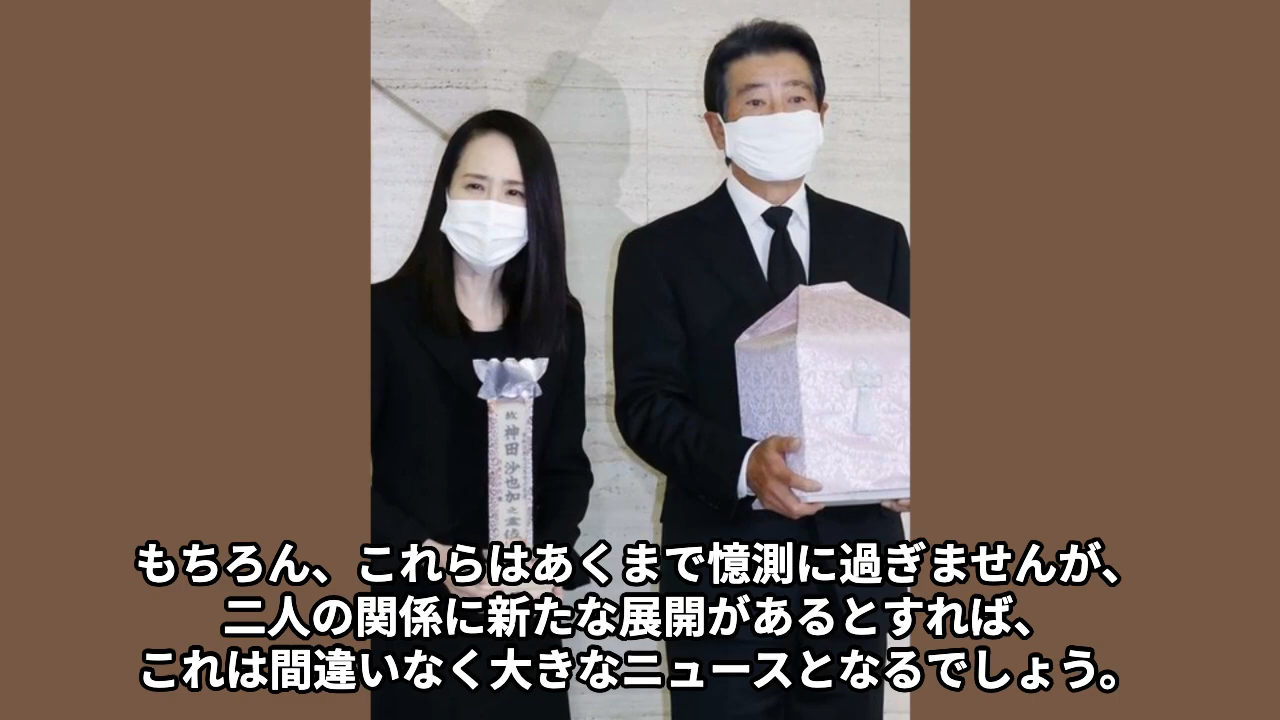 故 神田 沙也加 之霊位
もちろん、これらはあくまで憶測に過ぎませんが、
二人の関係に新たな展開があるとすれば、
これは間違いなく大きなニュースとなるでしょう。